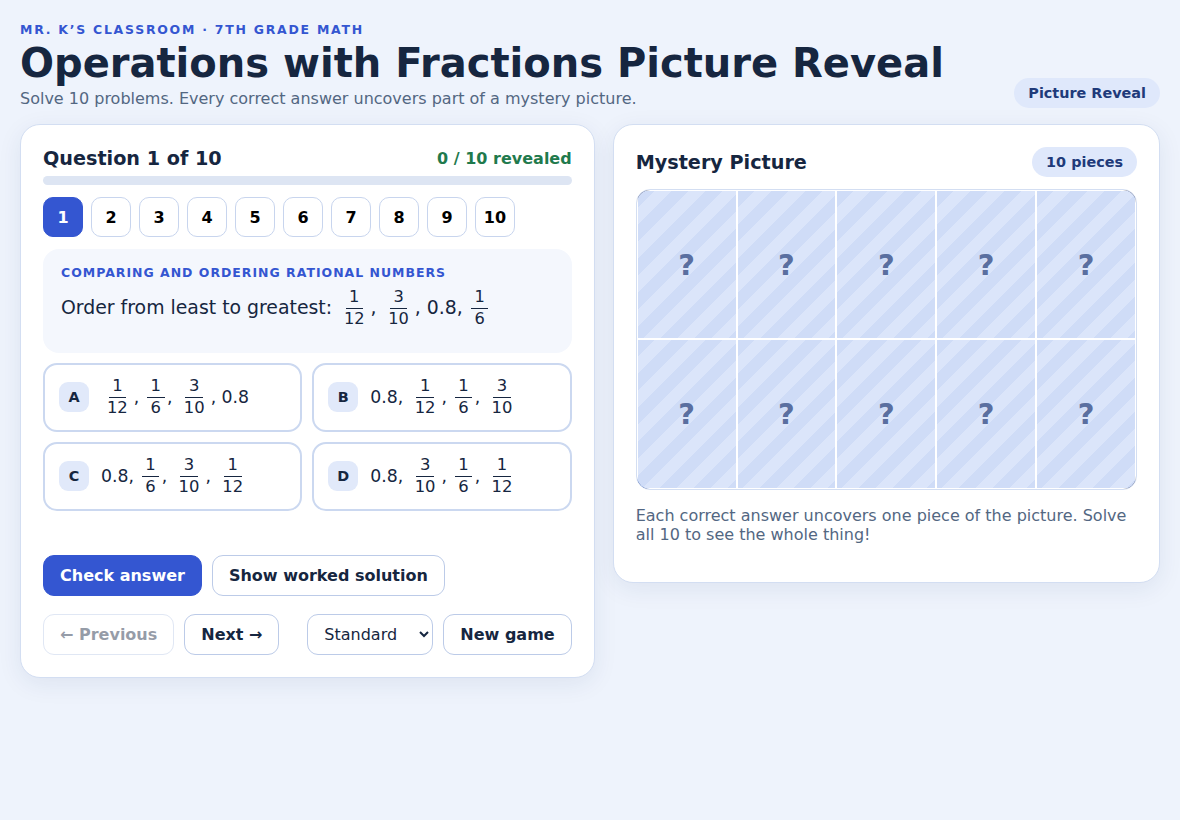 MR. K’S CLASSROOM · 7TH GRADE MATH
Operations with Fractions Picture Reveal
Solve 10 problems. Every correct answer uncovers part of a mystery picture.
Picture Reveal
Question 1 of 10
0 / 10 revealed
1 2 3 4 5 6 7 8 9 10
COMPARING AND ORDERING RATIONAL NUMBERS
Order from least to greatest: 1/12, 3/10, 0.8, 1/6
A 1/12, 1/6, 3/10, 0.8
B 0.8, 1/12, 1/6, 3/10
C 0.8, 1/6, 3/10, 1/12
D 0.8, 3/10, 1/6, 1/12
Check answer
Show worked solution
← Previous
Next →
Standard
New game
Mystery Picture
10 pieces
? ? ? ? ?
? ? ? ? ?
Each correct answer uncovers one piece of the picture. Solve
all 10 to see the whole thing!